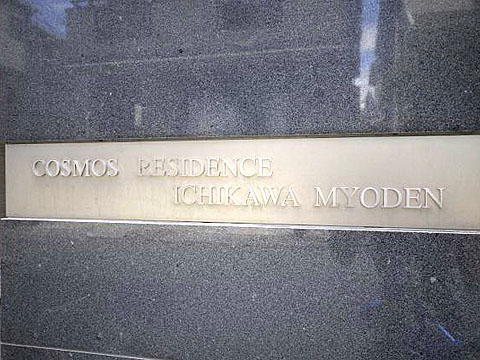 COSMOS RESIDENCE
ICHIKAWA MYODEN